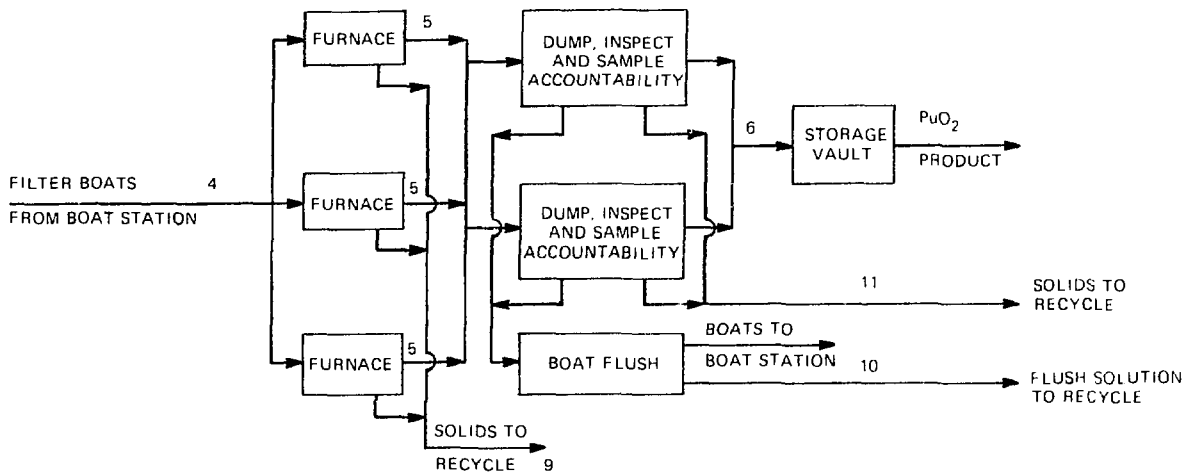 FURNACE
5
DUMP, INSPECT
AND SAMPLE
ACCOUNTABILITY
6
STORAGE
VAULT
PuO2
PRODUCT
FILTER BOATS 4
FROM BOAT STATION
FURNACE
5
DUMP, INSPECT
AND SAMPLE
ACCOUNTABILITY
11
SOLIDS TO
RECYCLE
FURNACE
5
BOAT FLUSH
BOATS TO
BOAT STATION
10
FLUSH SOLUTION
TO RECYCLE
SOLIDS TO
RECYCLE 9